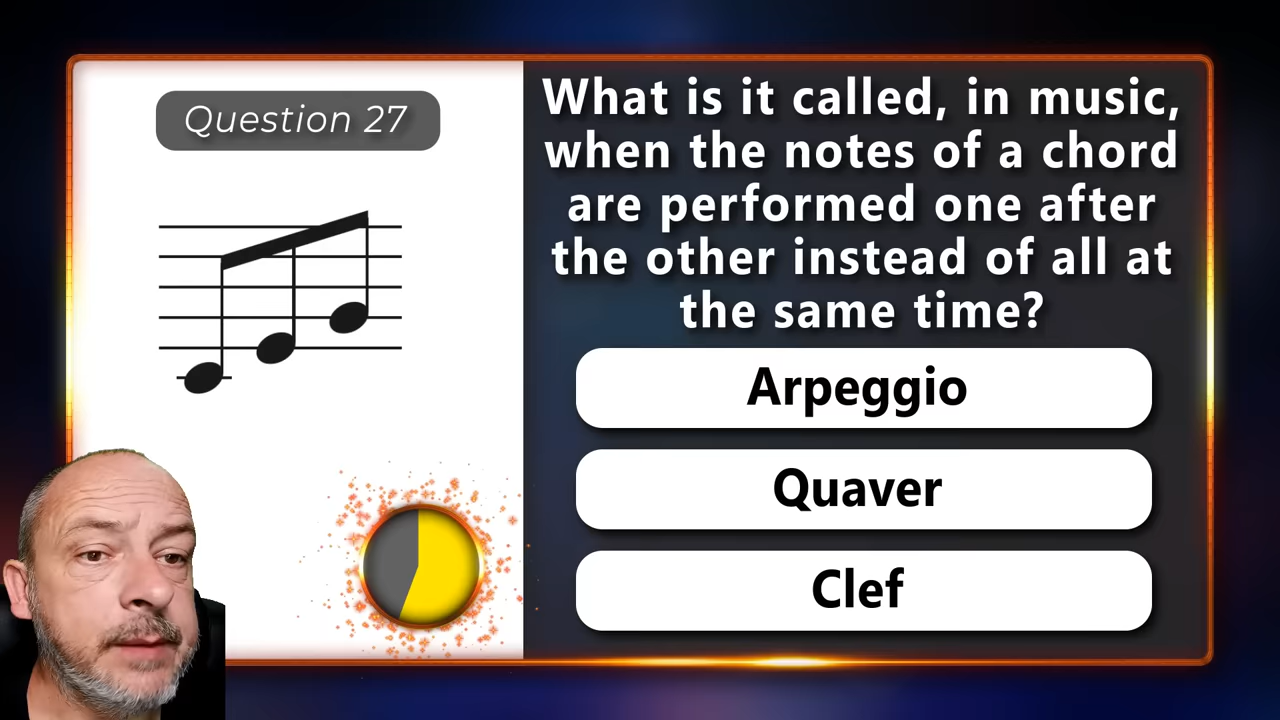 Question 27
What is it called, in music,
when the notes of a chord
are performed one after
the other instead of all at
the same time?
Arpeggio
Quaver
Clef